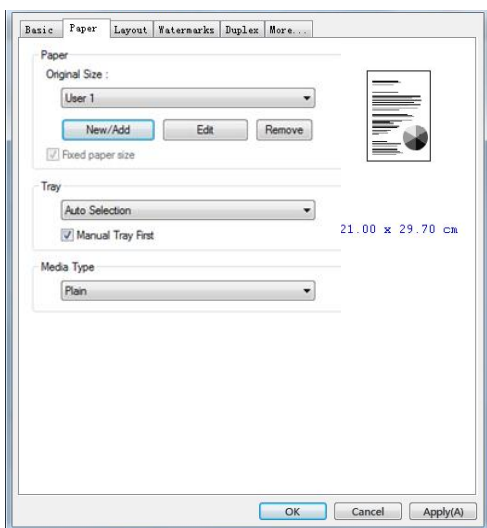 Basic Paper Layout Watermarks Duplex More...
Paper
Original Size :
User 1
New/Add Edit Remove
Fixed paper size
Tray
Auto Selection
Manual Tray First
21.00 x 29.70 cm
Media Type
Plain
OK Cancel Apply(A)